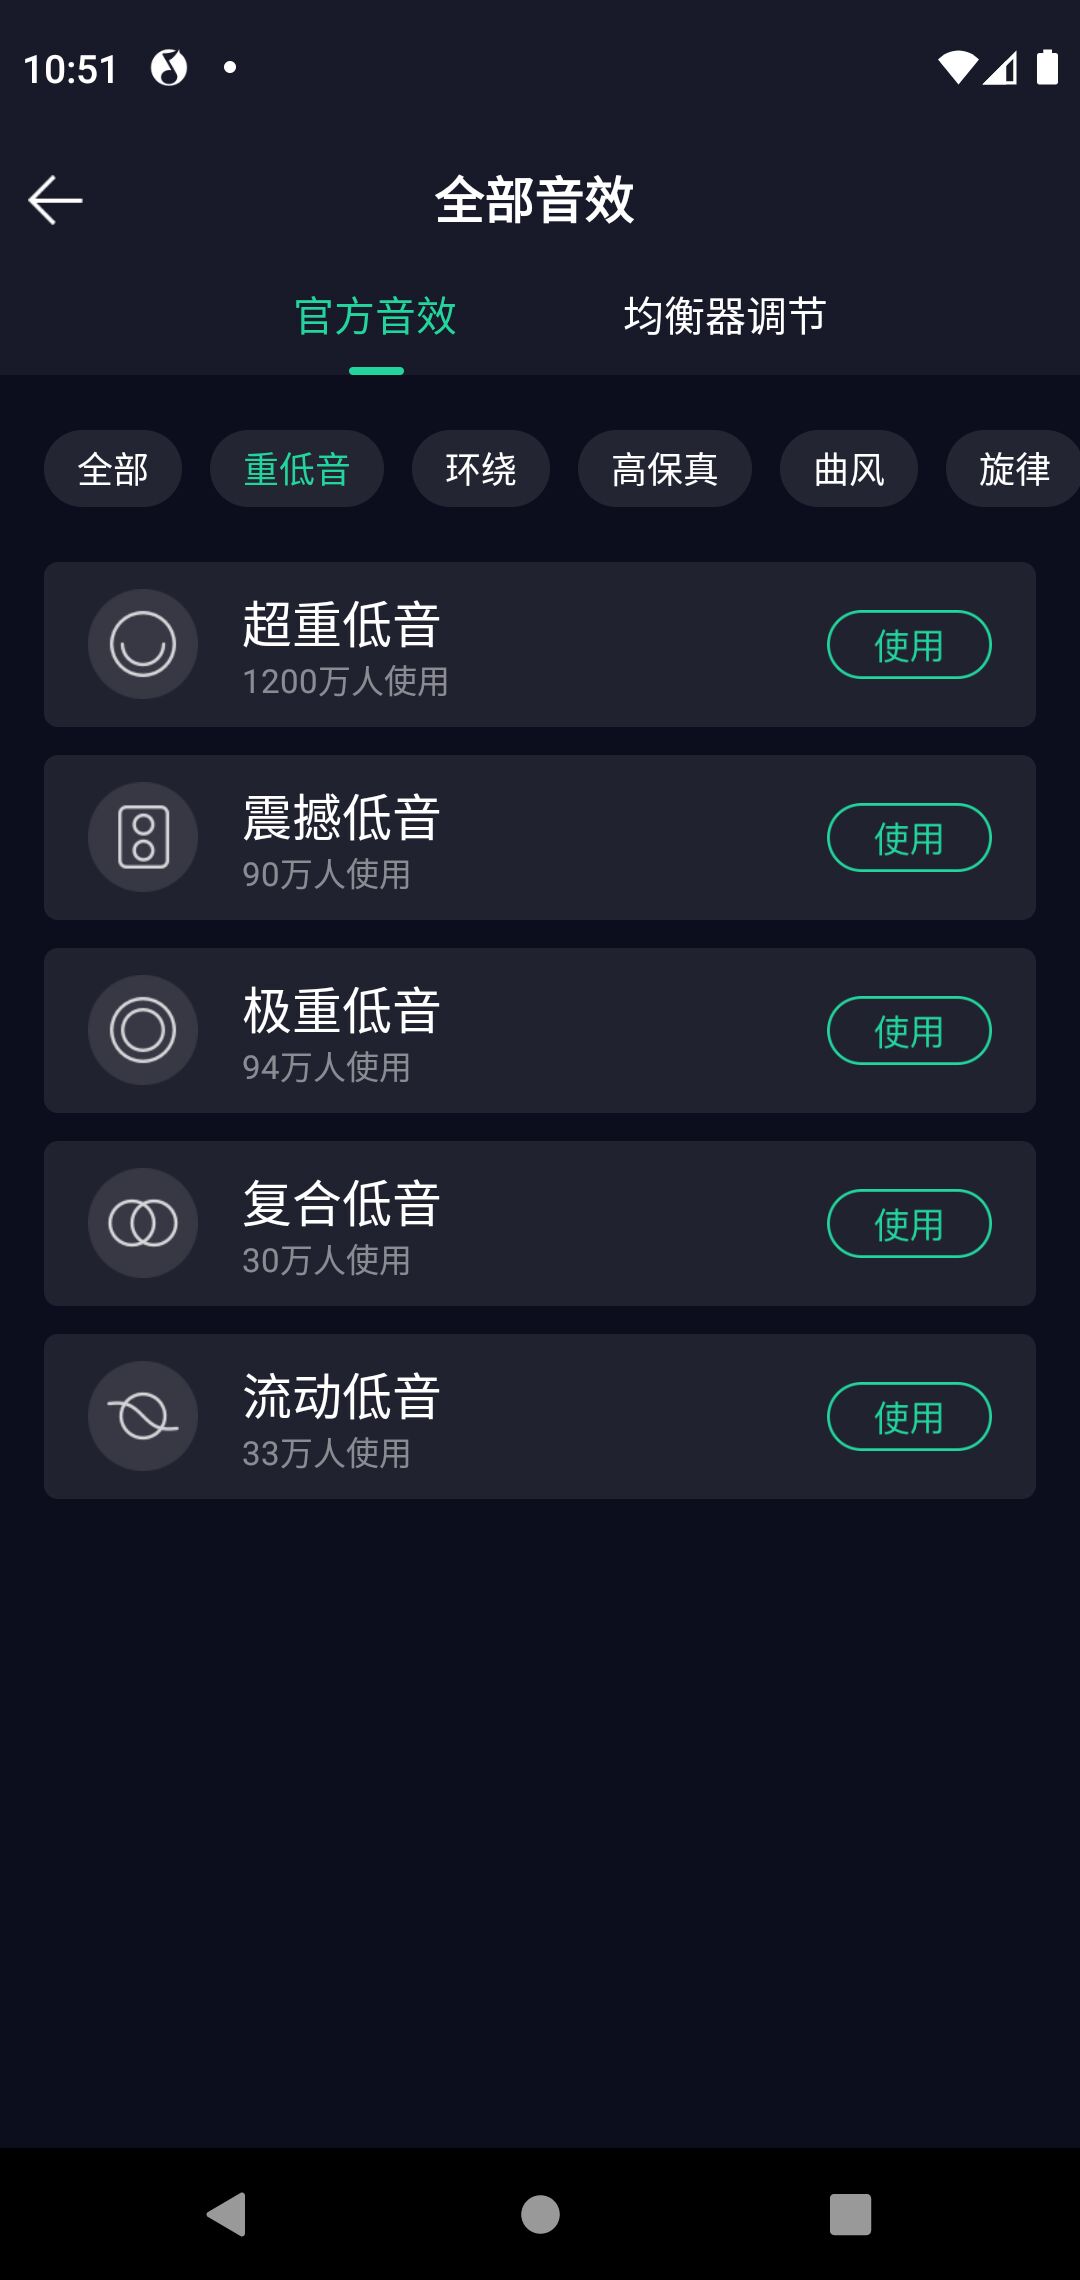 10:51
全部音效
官方音效 均衡器调节
全部 重低音 环绕 高保真 曲风 旋律
超重低音
1200万人使用
使用
震撼低音
90万人使用
使用
极重低音
94万人使用
使用
复合低音
30万人使用
使用
流动低音
33万人使用
使用